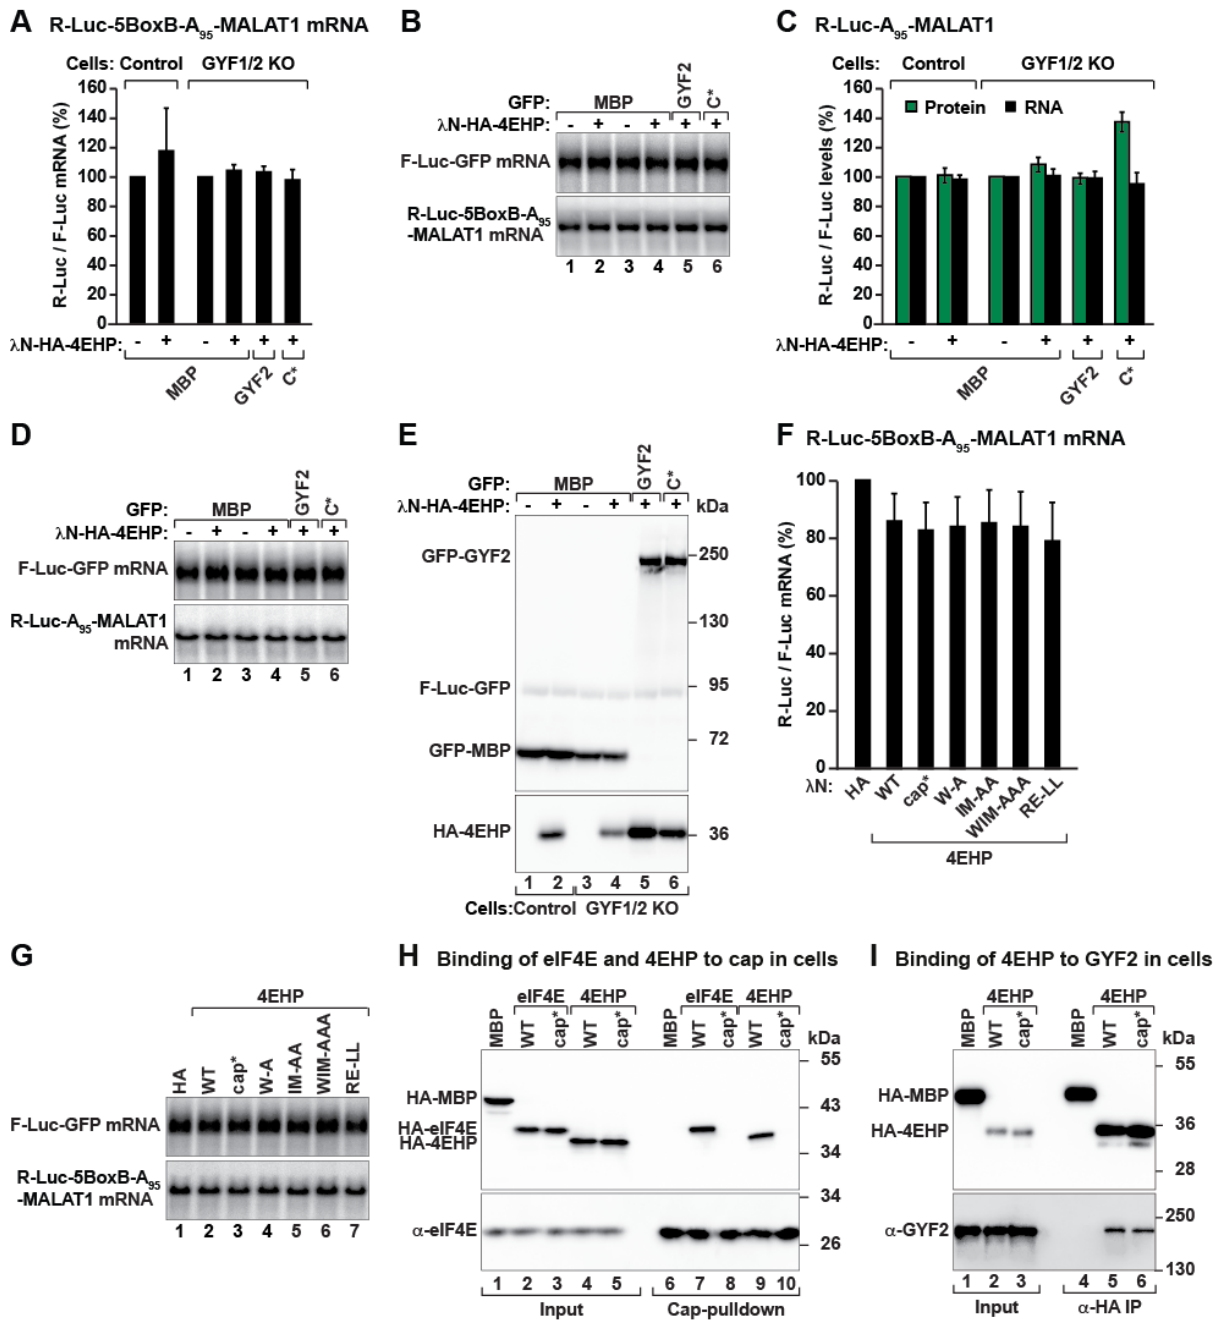 A R-Luc-5BoxB-A95-MALAT1 mRNA
Cells: Control GYF1/2 KO
R-Luc / F-Luc mRNA (%)
160
140
120
100
80
60
40
20
0
λN-HA-4EHP: - + - + + +
MBP GYF2 C*
B
GFP: MBP GYF2 C*
λN-HA-4EHP: - + - + + +
F-Luc-GFP mRNA
R-Luc-5BoxB-A95
-MALAT1 mRNA
1 2 3 4 5 6
C R-Luc-A95-MALAT1
Cells: Control GYF1/2 KO
Protein RNA
R-Luc / F-Luc levels (%)
160
140
120
100
80
60
40
20
0
λN-HA-4EHP: - + - + + +
MBP GYF2 C*
D
GFP: MBP GYF2 C*
λN-HA-4EHP: - + - + + +
F-Luc-GFP mRNA
R-Luc-A95-MALAT1
mRNA
1 2 3 4 5 6
E
GFP: MBP GYF2 C*
λN-HA-4EHP: - + - + + + kDa
GFP-GYF2 250
130
F-Luc-GFP 95
72
GFP-MBP
HA-4EHP 36
1 2 3 4 5 6
Cells: Control GYF1/2 KO
F R-Luc-5BoxB-A95-MALAT1 mRNA
R-Luc / F-Luc mRNA (%)
100
80
60
40
20
0
λN: HA WT cap* W-A IM-AA WIM-AAA RE-LL
4EHP
G
4EHP
HA WT cap* W-A IM-AA WIM-AAA RE-LL
F-Luc-GFP mRNA
R-Luc-5BoxB-A95
-MALAT1 mRNA
1 2 3 4 5 6 7
H Binding of eIF4E and 4EHP to cap in cells
eIF4E 4EHP eIF4E 4EHP
MBP WT cap* WT cap* MBP WT cap* WT cap* kDa
55
HA-MBP 43
HA-eIF4E
HA-4EHP
34
34
α-eIF4E
26
1 2 3 4 5 6 7 8 9 10
Input Cap-pulldown
I Binding of 4EHP to GYF2 in cells
4EHP 4EHP
MBP WT cap* MBP WT cap* kDa
55
HA-MBP
HA-4EHP 36
28
250
α-GYF2
130
1 2 3 4 5 6
Input α-HA IP